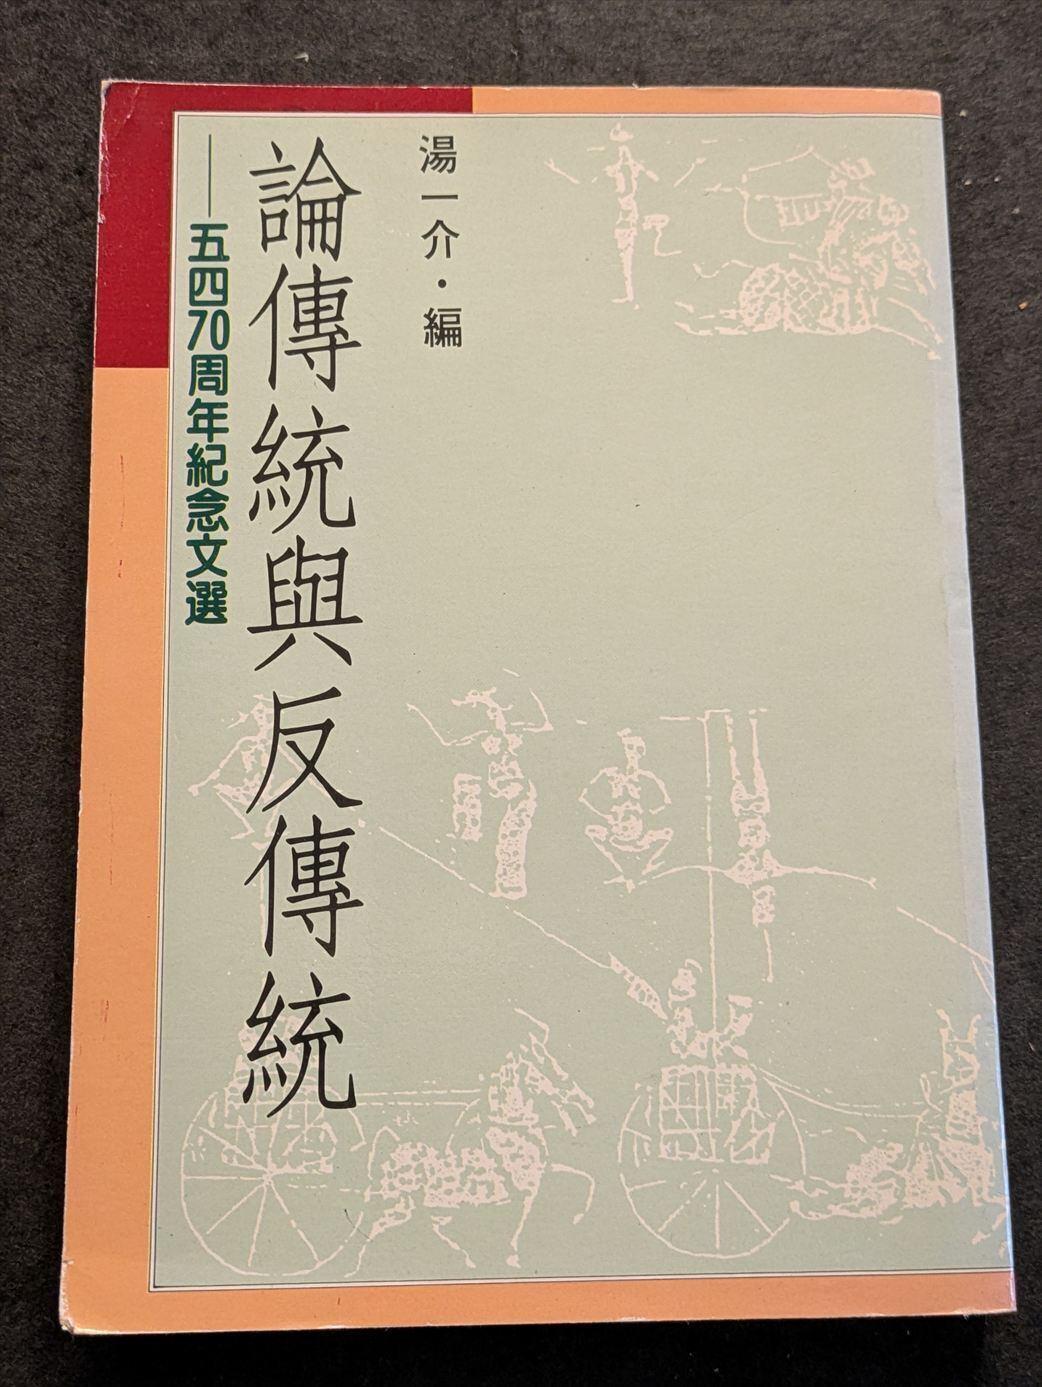 湯一介・編
論傳統與反傳統
——五四70周年紀念文選